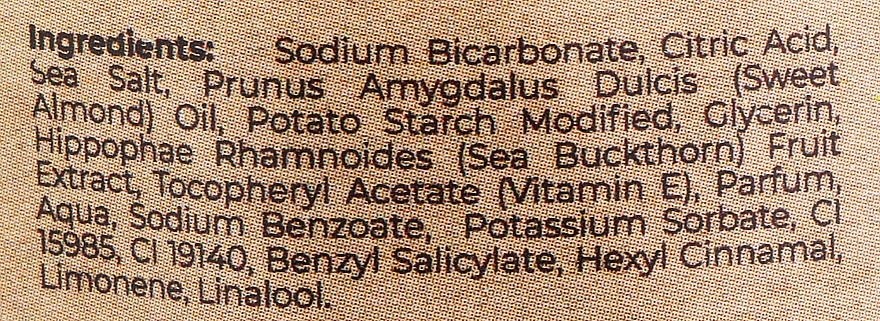 Ingredients: Sodium Bicarbonate, Citric Acid,
Sea Salt, Prunus Amygdalus Dulcis (Sweet
Almond) Oil, Potato Starch Modified, Glycerin,
Hippophae Rhamnoides (Sea Buckthorn) Fruit
Extract, Tocopheryl Acetate (Vitamin E), Parfum,
Aqua, Sodium Benzoate, Potassium Sorbate, CI
15985, CI 19140, Benzyl Salicylate, Hexyl Cinnamal,
Limonene, Linalool.